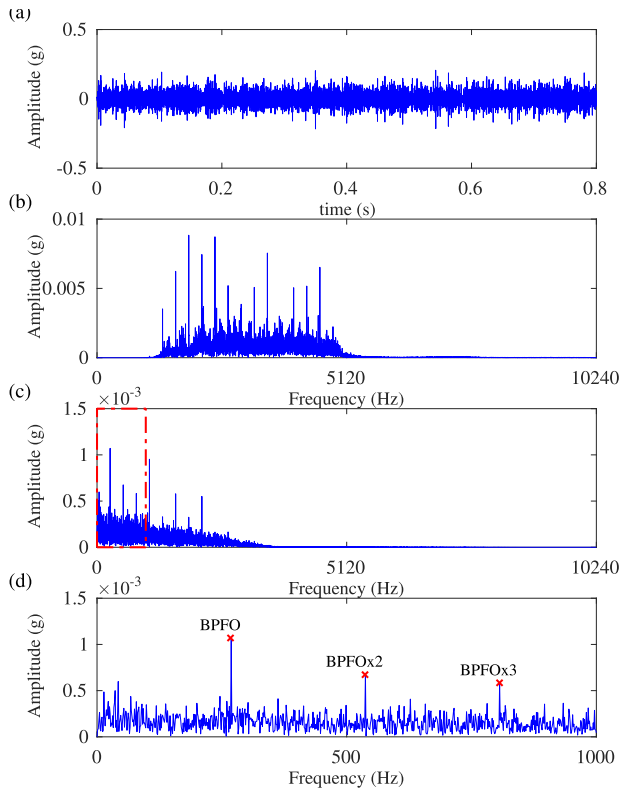 (a)
0.5
0
-0.5
Amplitude (g)
0 0.2 0.4 0.6 0.8
time (s)
(b)
0.01
0.005
0
Amplitude (g)
0 5120 10240
Frequency (Hz)
(c)
×10⁻³
1.5
1
0.5
0
Amplitude (g)
0 5120 10240
Frequency (Hz)
(d)
×10⁻³
1.5
1
0.5
0
Amplitude (g)
BPFO
BPFOx2
BPFOx3
0 500 1000
Frequency (Hz)